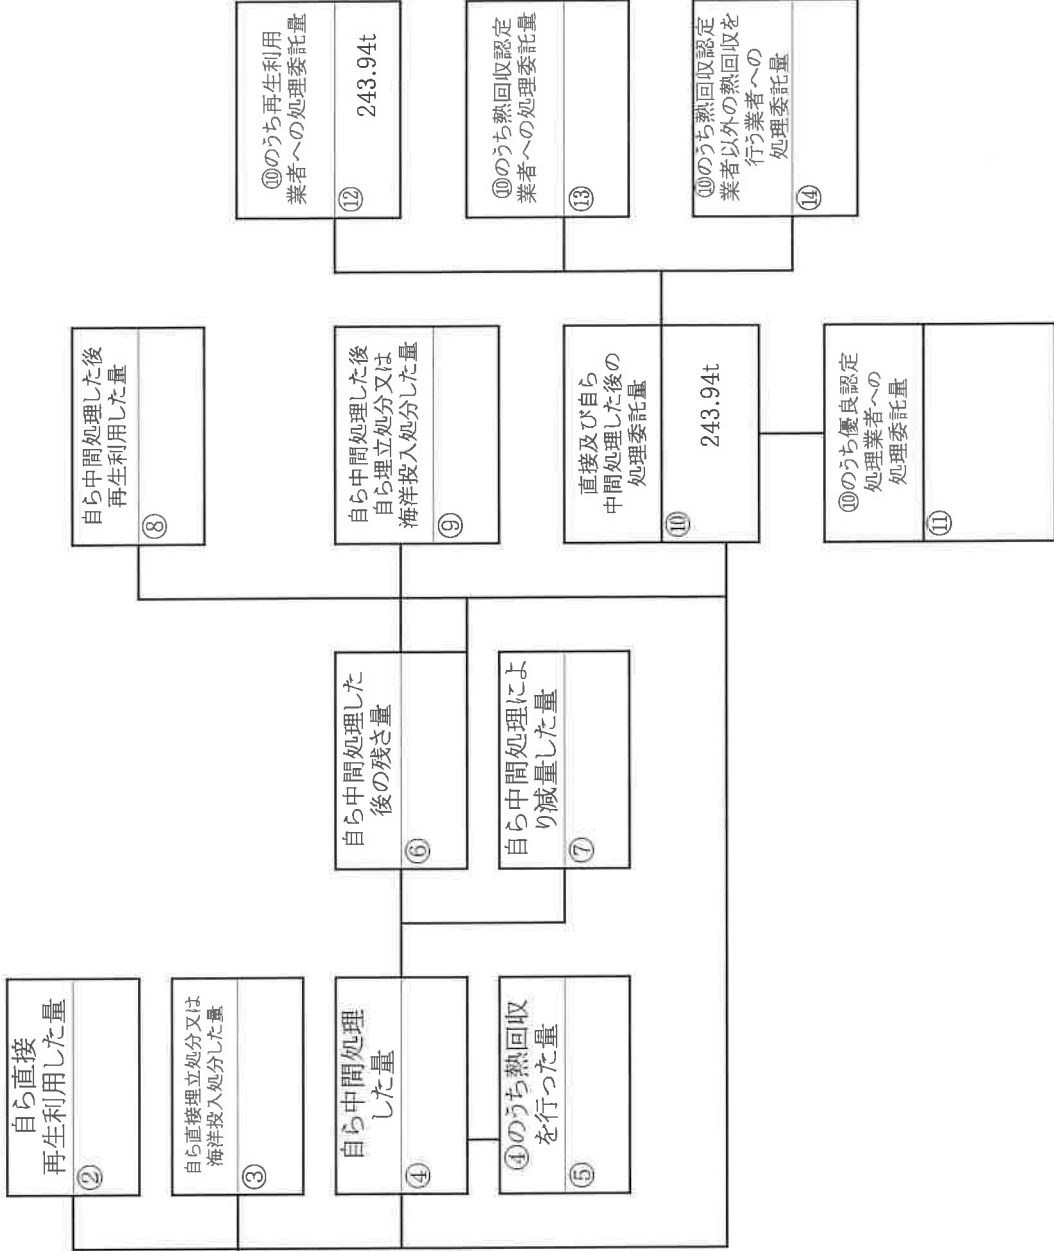 自ら直接
再生利用した量
②
自ら直接埋立処分又は
海洋投入処分した量
③
自ら中間処理
した量
④
④のうち熱回収
を行った量
⑤
自ら中間処理した
後の残さ量
⑥
自ら中間処理によ
り減量した量
⑦
自ら中間処理した後
再生利用した量
⑧
自ら中間処理した後
自ら埋立処分又は
海洋投入処分した量
⑨
直接及び自ら
中間処理した後の
処理委託量
⑩
243.94t
⑩のうち優良認定
処理業者への
処理委託量
⑪
⑩のうち再生利用
業者への処理委託量
⑫
243.94t
⑩のうち熱回収認定
業者への処理委託量
⑬
⑩のうち熱回収認定
業者以外の熱回収を
行う業者への
処理委託量
⑭